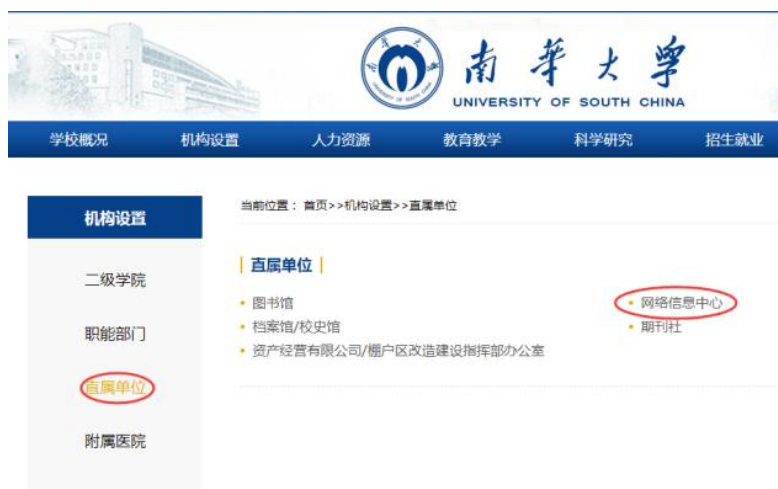 南华大学
UNIVERSITY OF SOUTH CHINA
学校概况 机构设置 人力资源 教育教学 科学研究 招生就业
机构设置
二级学院
职能部门
直属单位
附属医院
当前位置： 首页>>机构设置>>直属单位
直属单位
• 图书馆 • 网络信息中心
• 档案馆/校史馆 • 期刊社
• 资产经营有限公司/棚户区改造建设指挥部办公室